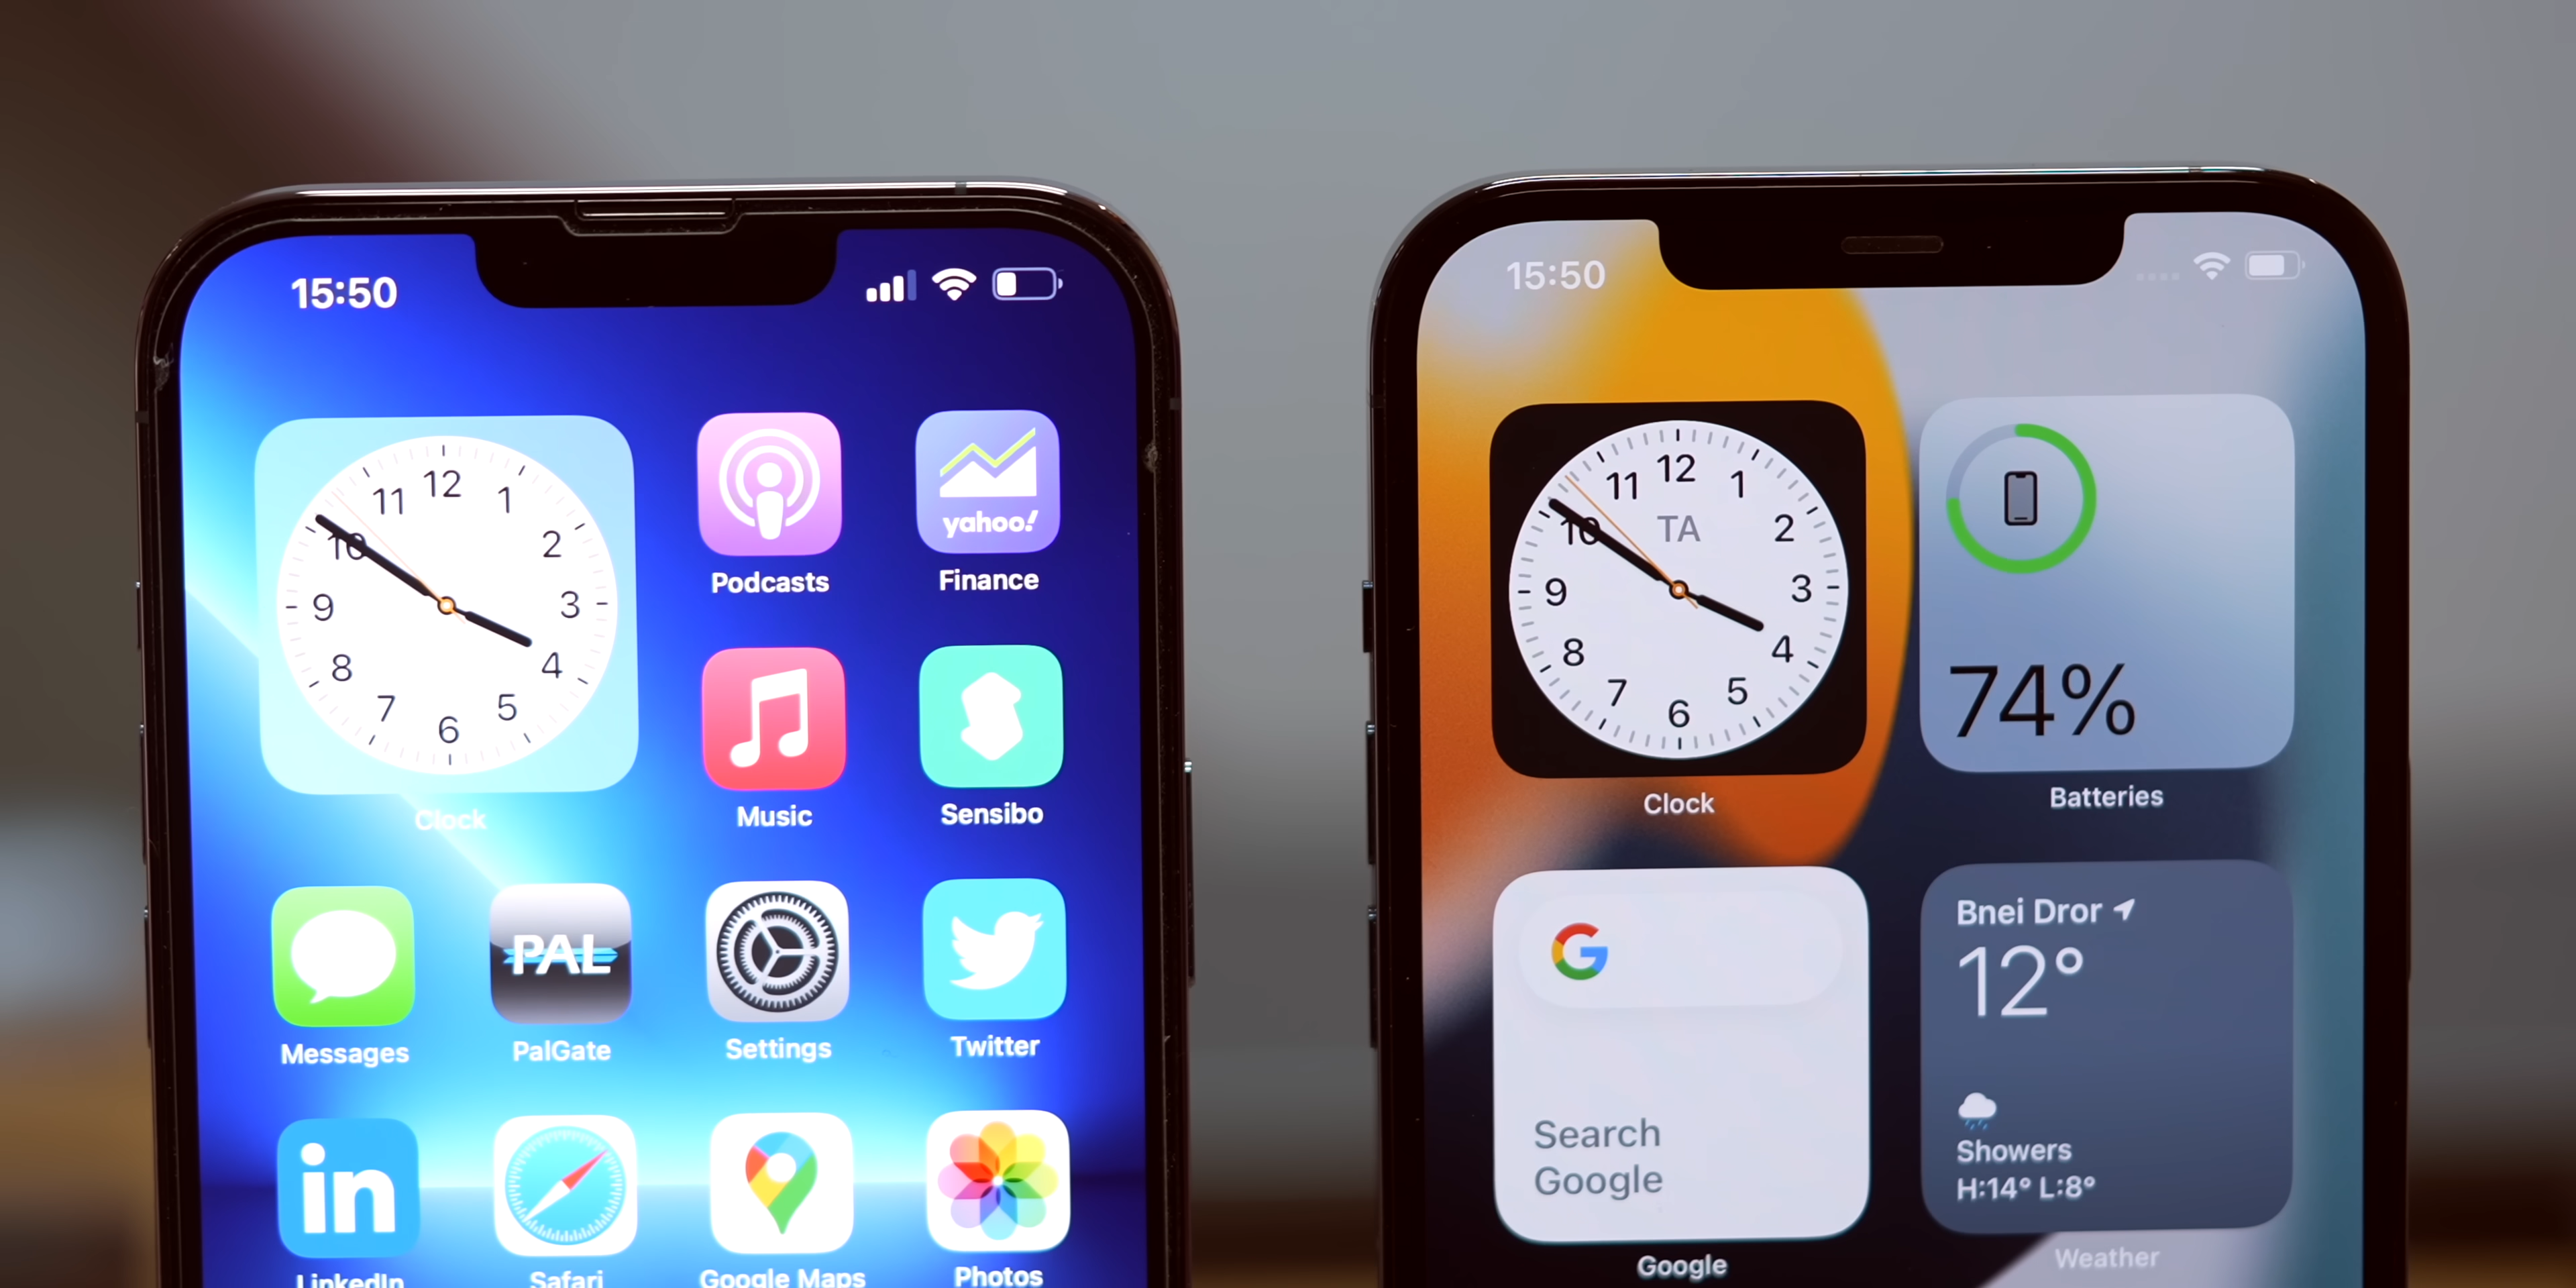 15:50
12
1
2
3
4
5
6
7
8
9
10
11
Clock
Podcasts
yahoo!
Finance
Music
Sensibo
Messages
PAL
PalGate
Settings
Twitter
in
LinkedIn
Safari
Google Maps
Photos
15:50
12
1
2
3
4
5
6
7
8
9
10
11
TA
Clock
74%
Batteries
G
Search
Google
Google
Bnei Dror
12°
Showers
H:14° L:8°
Weather